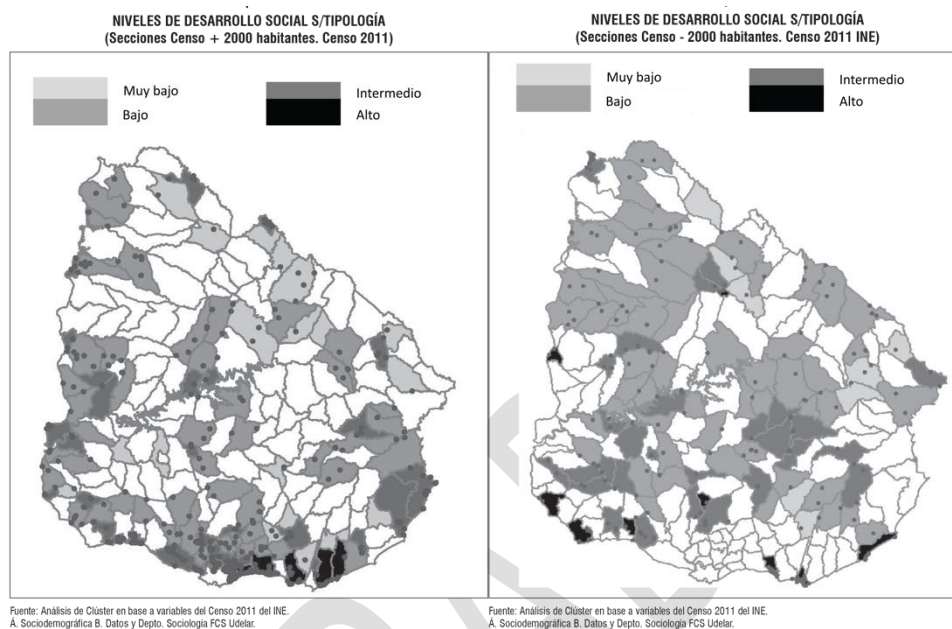 NIVELES DE DESARROLLO SOCIAL S/TIPOLOGÍA
(Secciones Censo + 2000 habitantes. Censo 2011)
Muy bajo
Bajo
Intermedio
Alto
Fuente: Análisis de Clúster en base a variables del Censo 2011 del INE.
Á. Sociodemográfica B. Datos y Depto. Sociología FCS Udelar.
NIVELES DE DESARROLLO SOCIAL S/TIPOLOGÍA
(Secciones Censo - 2000 habitantes. Censo 2011 INE)
Muy bajo
Bajo
Intermedio
Alto
Fuente: Análisis de Clúster en base a variables del Censo 2011 del INE.
Á. Sociodemográfica B. Datos y Depto. Sociología FCS Udelar.